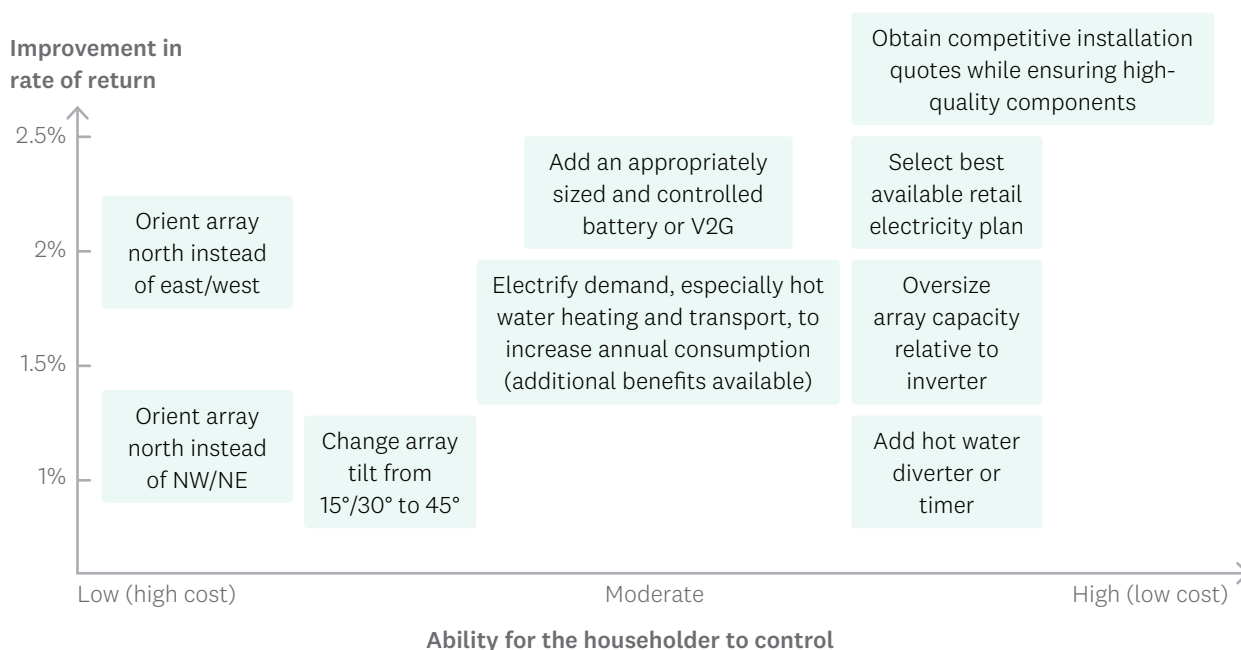 Improvement in
rate of return
2.5%
2%
1.5%
1%
Obtain competitive installation
quotes while ensuring high-
quality components
Add an appropriately
sized and controlled
battery or V2G
Select best
available retail
electricity plan
Orient array
north instead
of east/west
Electrify demand, especially hot
water heating and transport, to
increase annual consumption
(additional benefits available)
Oversize
array capacity
relative to
inverter
Orient array
north instead
of NW/NE
Change array
tilt from
15°/30° to 45°
Add hot water
diverter or
timer
Low (high cost)
Moderate
High (low cost)
Ability for the householder to control